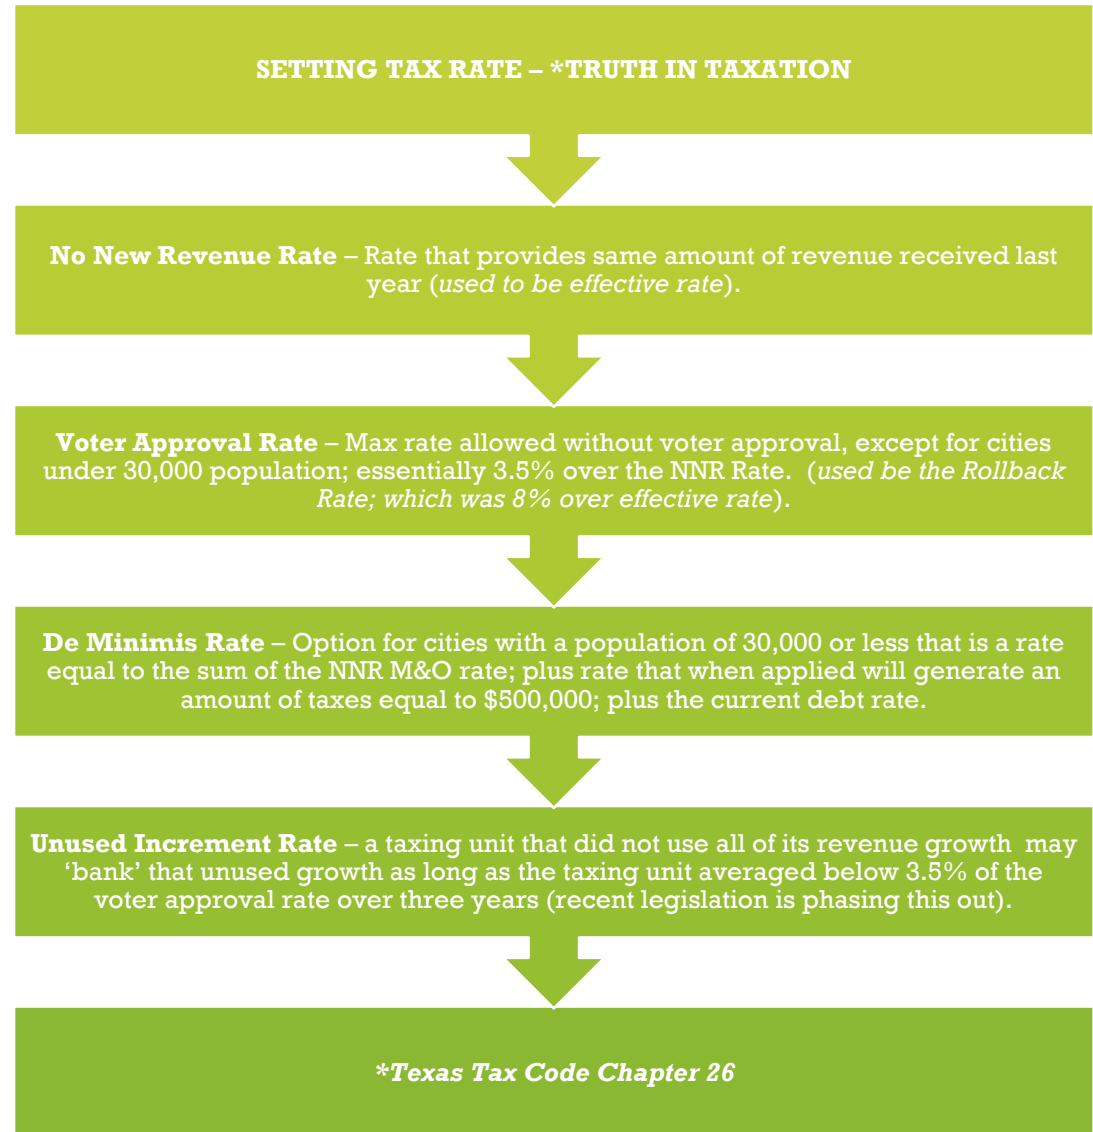 SETTING TAX RATE – *TRUTH IN TAXATION
No New Revenue Rate – Rate that provides same amount of revenue received last
year (used to be effective rate).
Voter Approval Rate – Max rate allowed without voter approval, except for cities
under 30,000 population; essentially 3.5% over the NNR Rate.  (used be the Rollback
Rate; which was 8% over effective rate).
De Minimis Rate – Option for cities with a population of 30,000 or less that is a rate
equal to the sum of the NNR M&O rate; plus rate that when applied will generate an
amount of taxes equal to $500,000; plus the current debt rate.
Unused Increment Rate – a taxing unit that did not use all of its revenue growth  may
‘bank’ that unused growth as long as the taxing unit averaged below 3.5% of the
voter approval rate over three years (recent legislation is phasing this out).
*Texas Tax Code Chapter 26